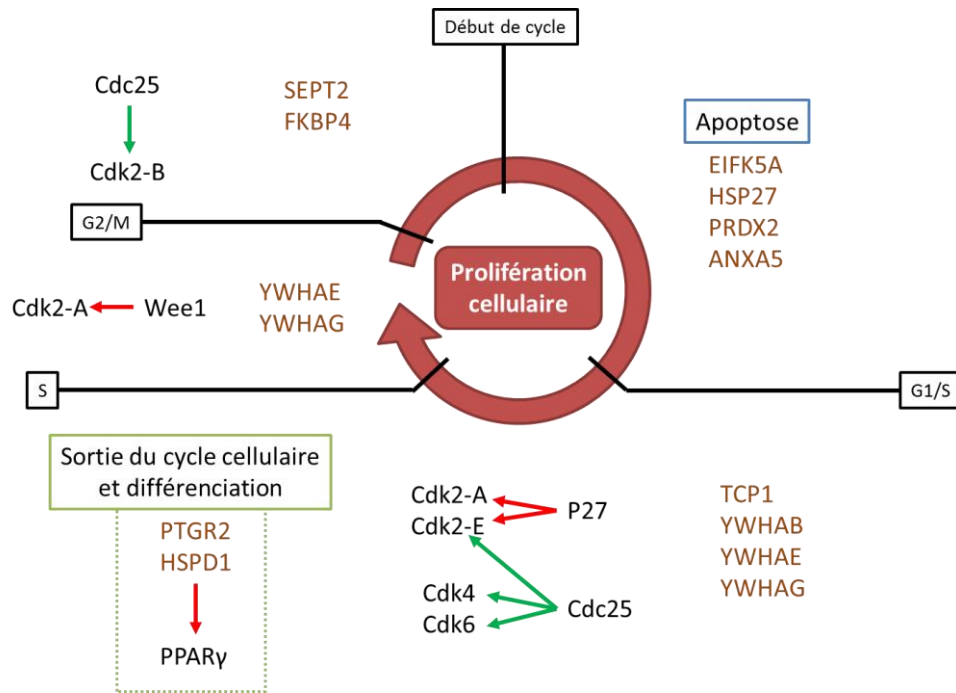 Début de cycle
Cdc25
Cdk2-B
SEPT2
FKBP4
Apoptose
EIFK5A
HSP27
PRDX2
ANXA5
G2/M
Prolifération
cellulaire
Cdk2-A
Wee1
YWHAE
YWHAG
S
G1/S
Sortie du cycle cellulaire
et différenciation
PTGR2
HSPD1
PPARγ
Cdk2-A
Cdk2-E
P27
Cdk4
Cdk6
Cdc25
TCP1
YWHAB
YWHAE
YWHAG